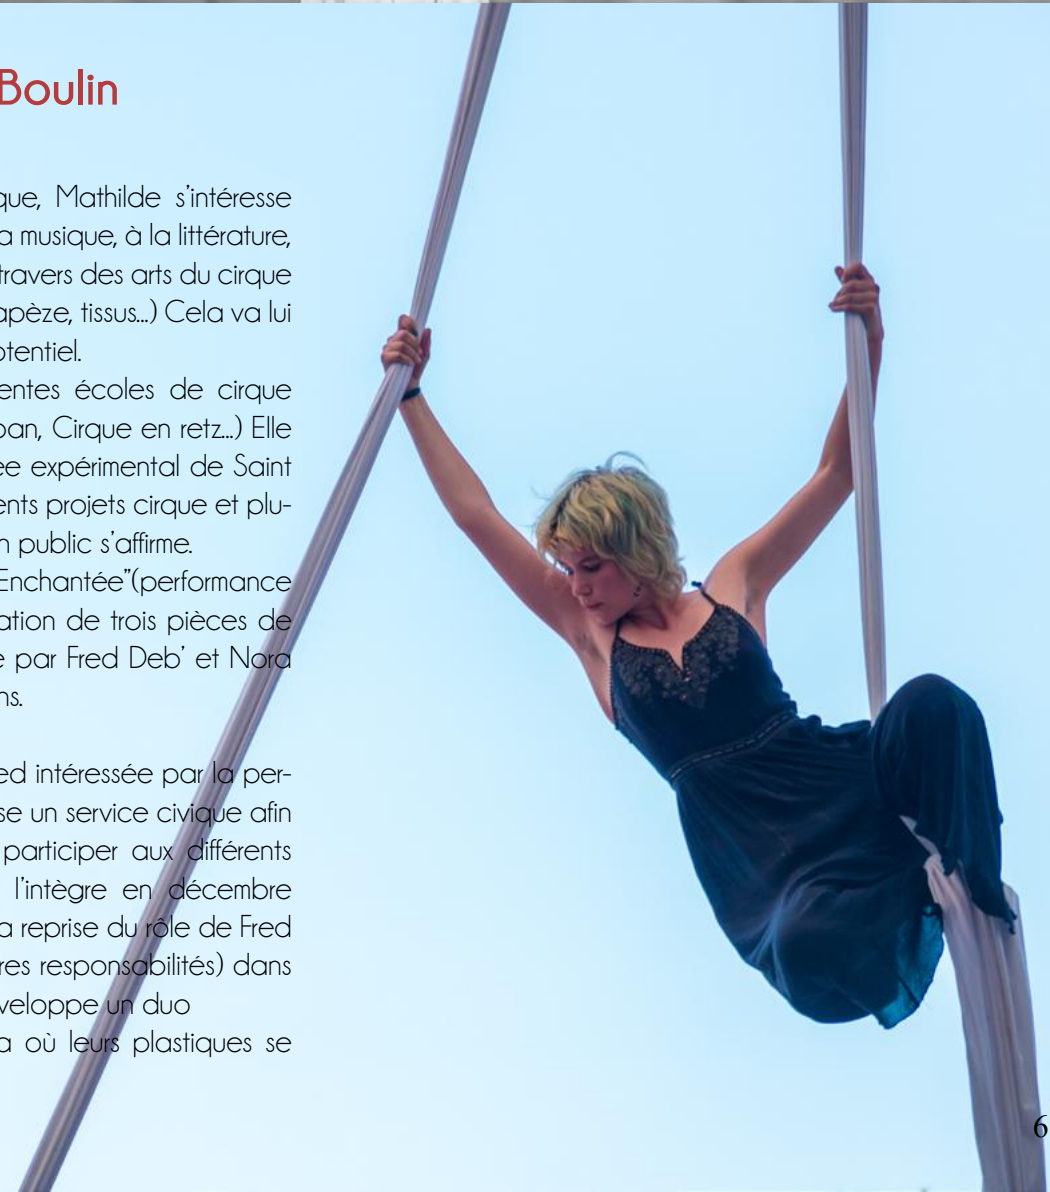 Boulin
que, Mathilde s'intéresse
a musique, à la littérature,
travers des arts du cirque
apèze, tissus...) Cela va lui
otentiel.
entes écoles de cirque
ban, Cirque en retz...) Elle
ee expérimental de Saint
ents projets cirque et plu-
n public s'affirme.
Enchantée"(performance
ation de trois pièces de
e par Fred Deb' et Nora
ns.
ed intéressée par la per-
se un service civique afin
participer aux différents
l'intègre en décembre
a reprise du rôle de Fred
res responsabilités) dans
veloppe un duo
a où leurs plastiques se
6